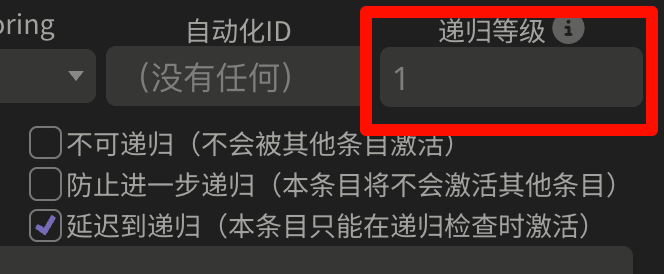 oring
自动化ID
递归等级
(没有任何)
1
不可递归（不会被其他条目激活）
防止进一步递归（本条目将不会激活其他条目）
延迟到递归（本条目只能在递归检查时激活）